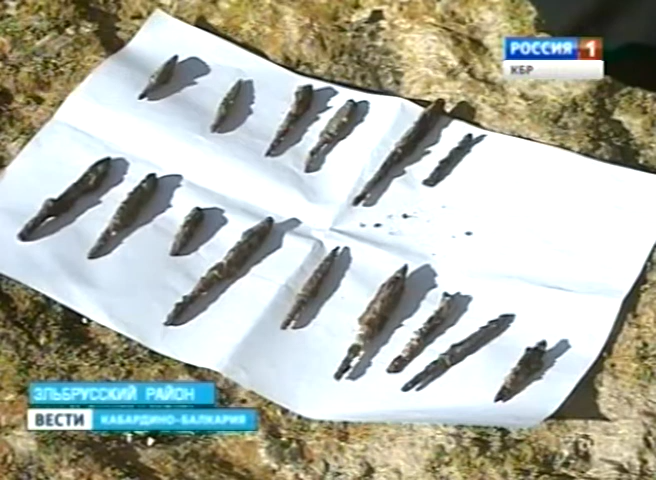 РОССИЯ 1
КБР
ЭЛЬБРУССКИЙ РАЙОН
ВЕСТИ КАБАРДИНО-БАЛКАРИЯ